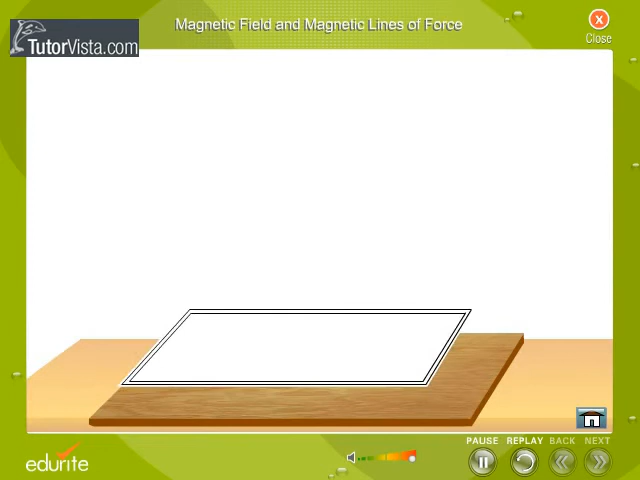 Magnetic Field and Magnetic Lines of Force
X
Close
TutorVista.com
PAUSE REPLAY BACK NEXT
edurite